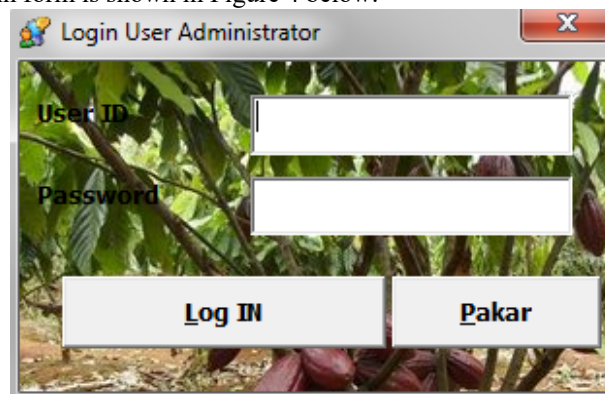 form is shown in Figure 4 below:
Login User Administrator
User ID
Password
Log IN Pakar